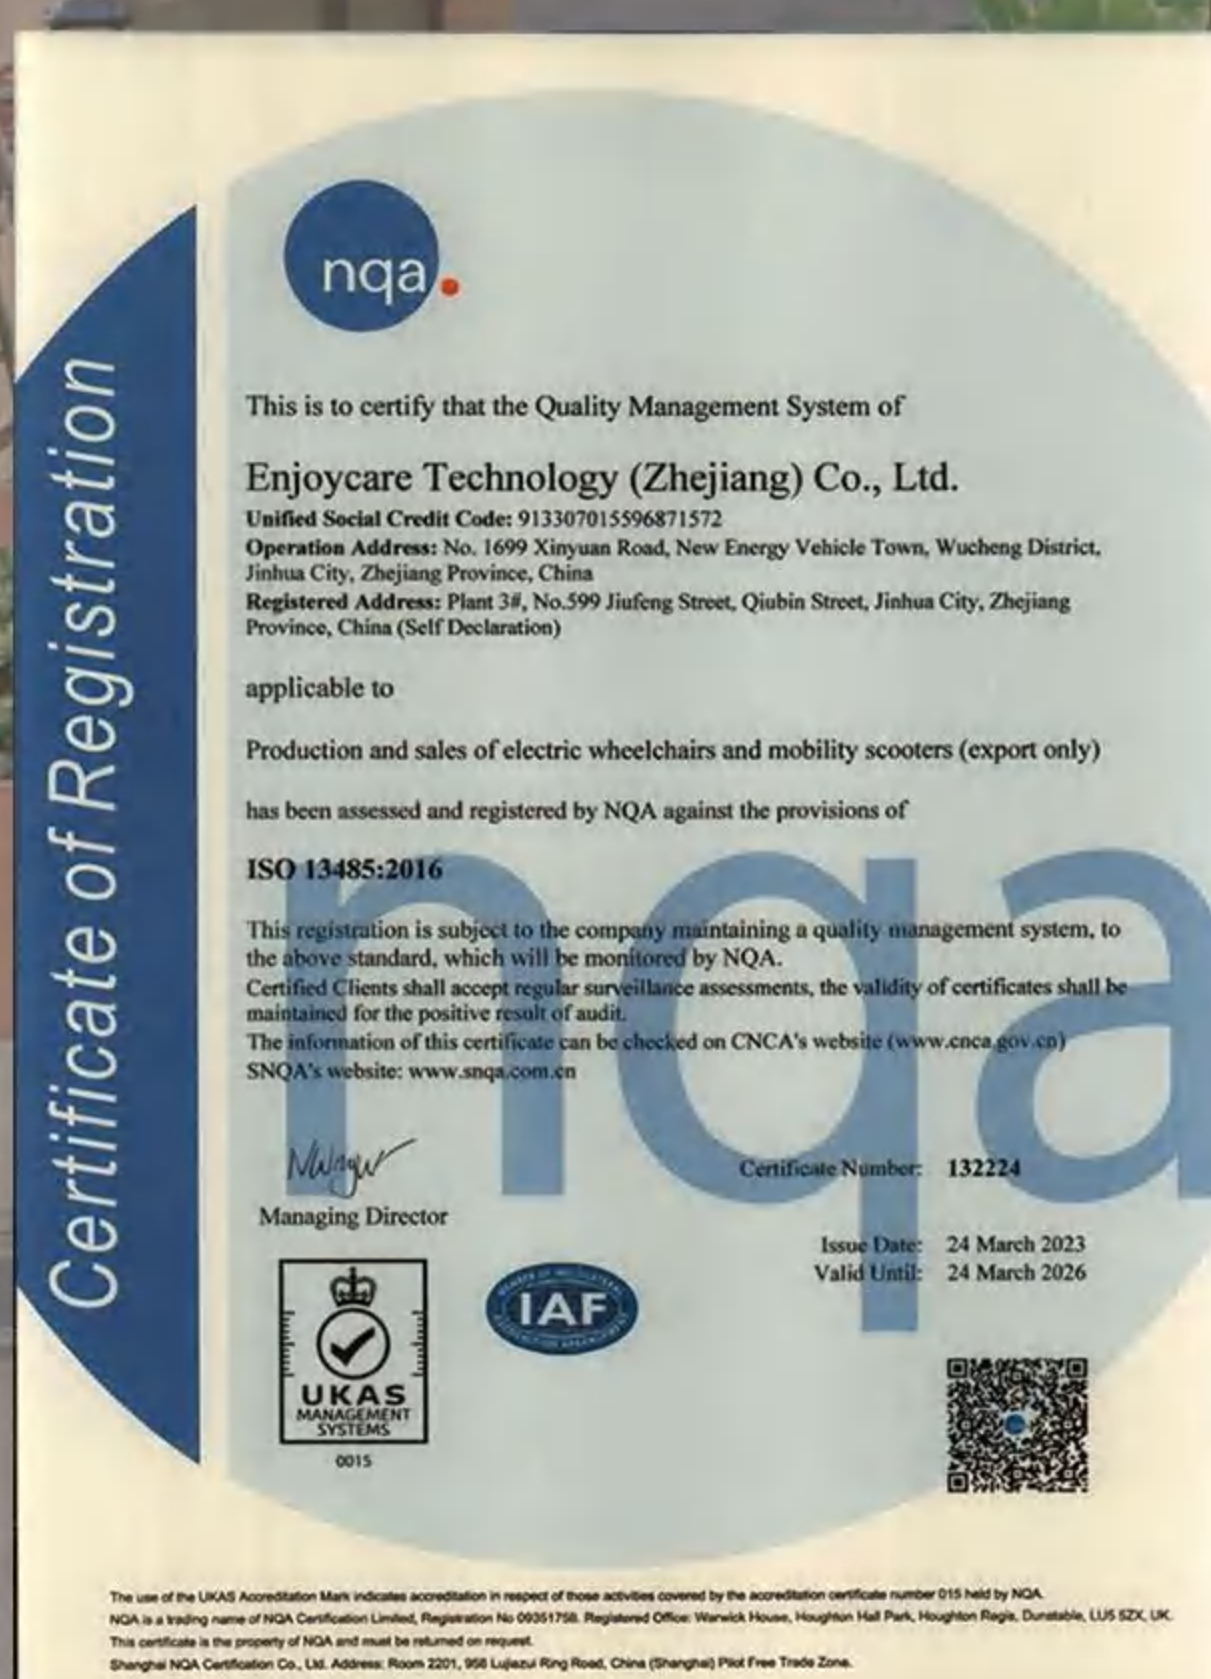 Certificate of Registration
nqa.
This is to certify that the Quality Management System of
Enjoycare Technology (Zhejiang) Co., Ltd.
Unified Social Credit Code: 913307015596871572
Operation Address: No. 1699 Xinyuan Road, New Energy Vehicle Town, Wucheng District,
Jinhua City, Zhejiang Province, China
Registered Address: Plant 3#, No.599 Jiufeng Street, Qiubin Street, Jinhua City, Zhejiang
Province, China (Self Declaration)
applicable to
Production and sales of electric wheelchairs and mobility scooters (export only)
has been assessed and registered by NQA against the provisions of
ISO 13485:2016
nqa
This registration is subject to the company maintaining a quality management system, to
the above standard, which will be monitored by NQA.
Certified Clients shall accept regular surveillance assessments, the validity of certificates shall be
maintained for the positive result of audit.
The information of this certificate can be checked on CNCA's website (www.cnca.gov.cn)
SNQA's website: www.snqa.com.cn
Certificate Number: 132224
Managing Director
Issue Date: 24 March 2023
Valid Until: 24 March 2026
IAF
UKAS
MANAGEMENT
SYSTEMS
0015
The use of the UKAS Accreditation Mark indicates accreditation in respect of those activities covered by the accreditation certificate number 015 held by NQA.
NQA is a trading name of NQA Certification Limited, Registration No 09351758. Registered Office: Warwick House, Houghton Hall Park, Houghton Regis, Dunstable, LU5 5ZX, UK.
This certificate is the property of NQA and must be returned on request.
Shanghai NQA Certification Co., Ltd. Address: Room 2201, 958 Lujiazui Ring Road, China (Shanghai) Pilot Free Trade Zone.